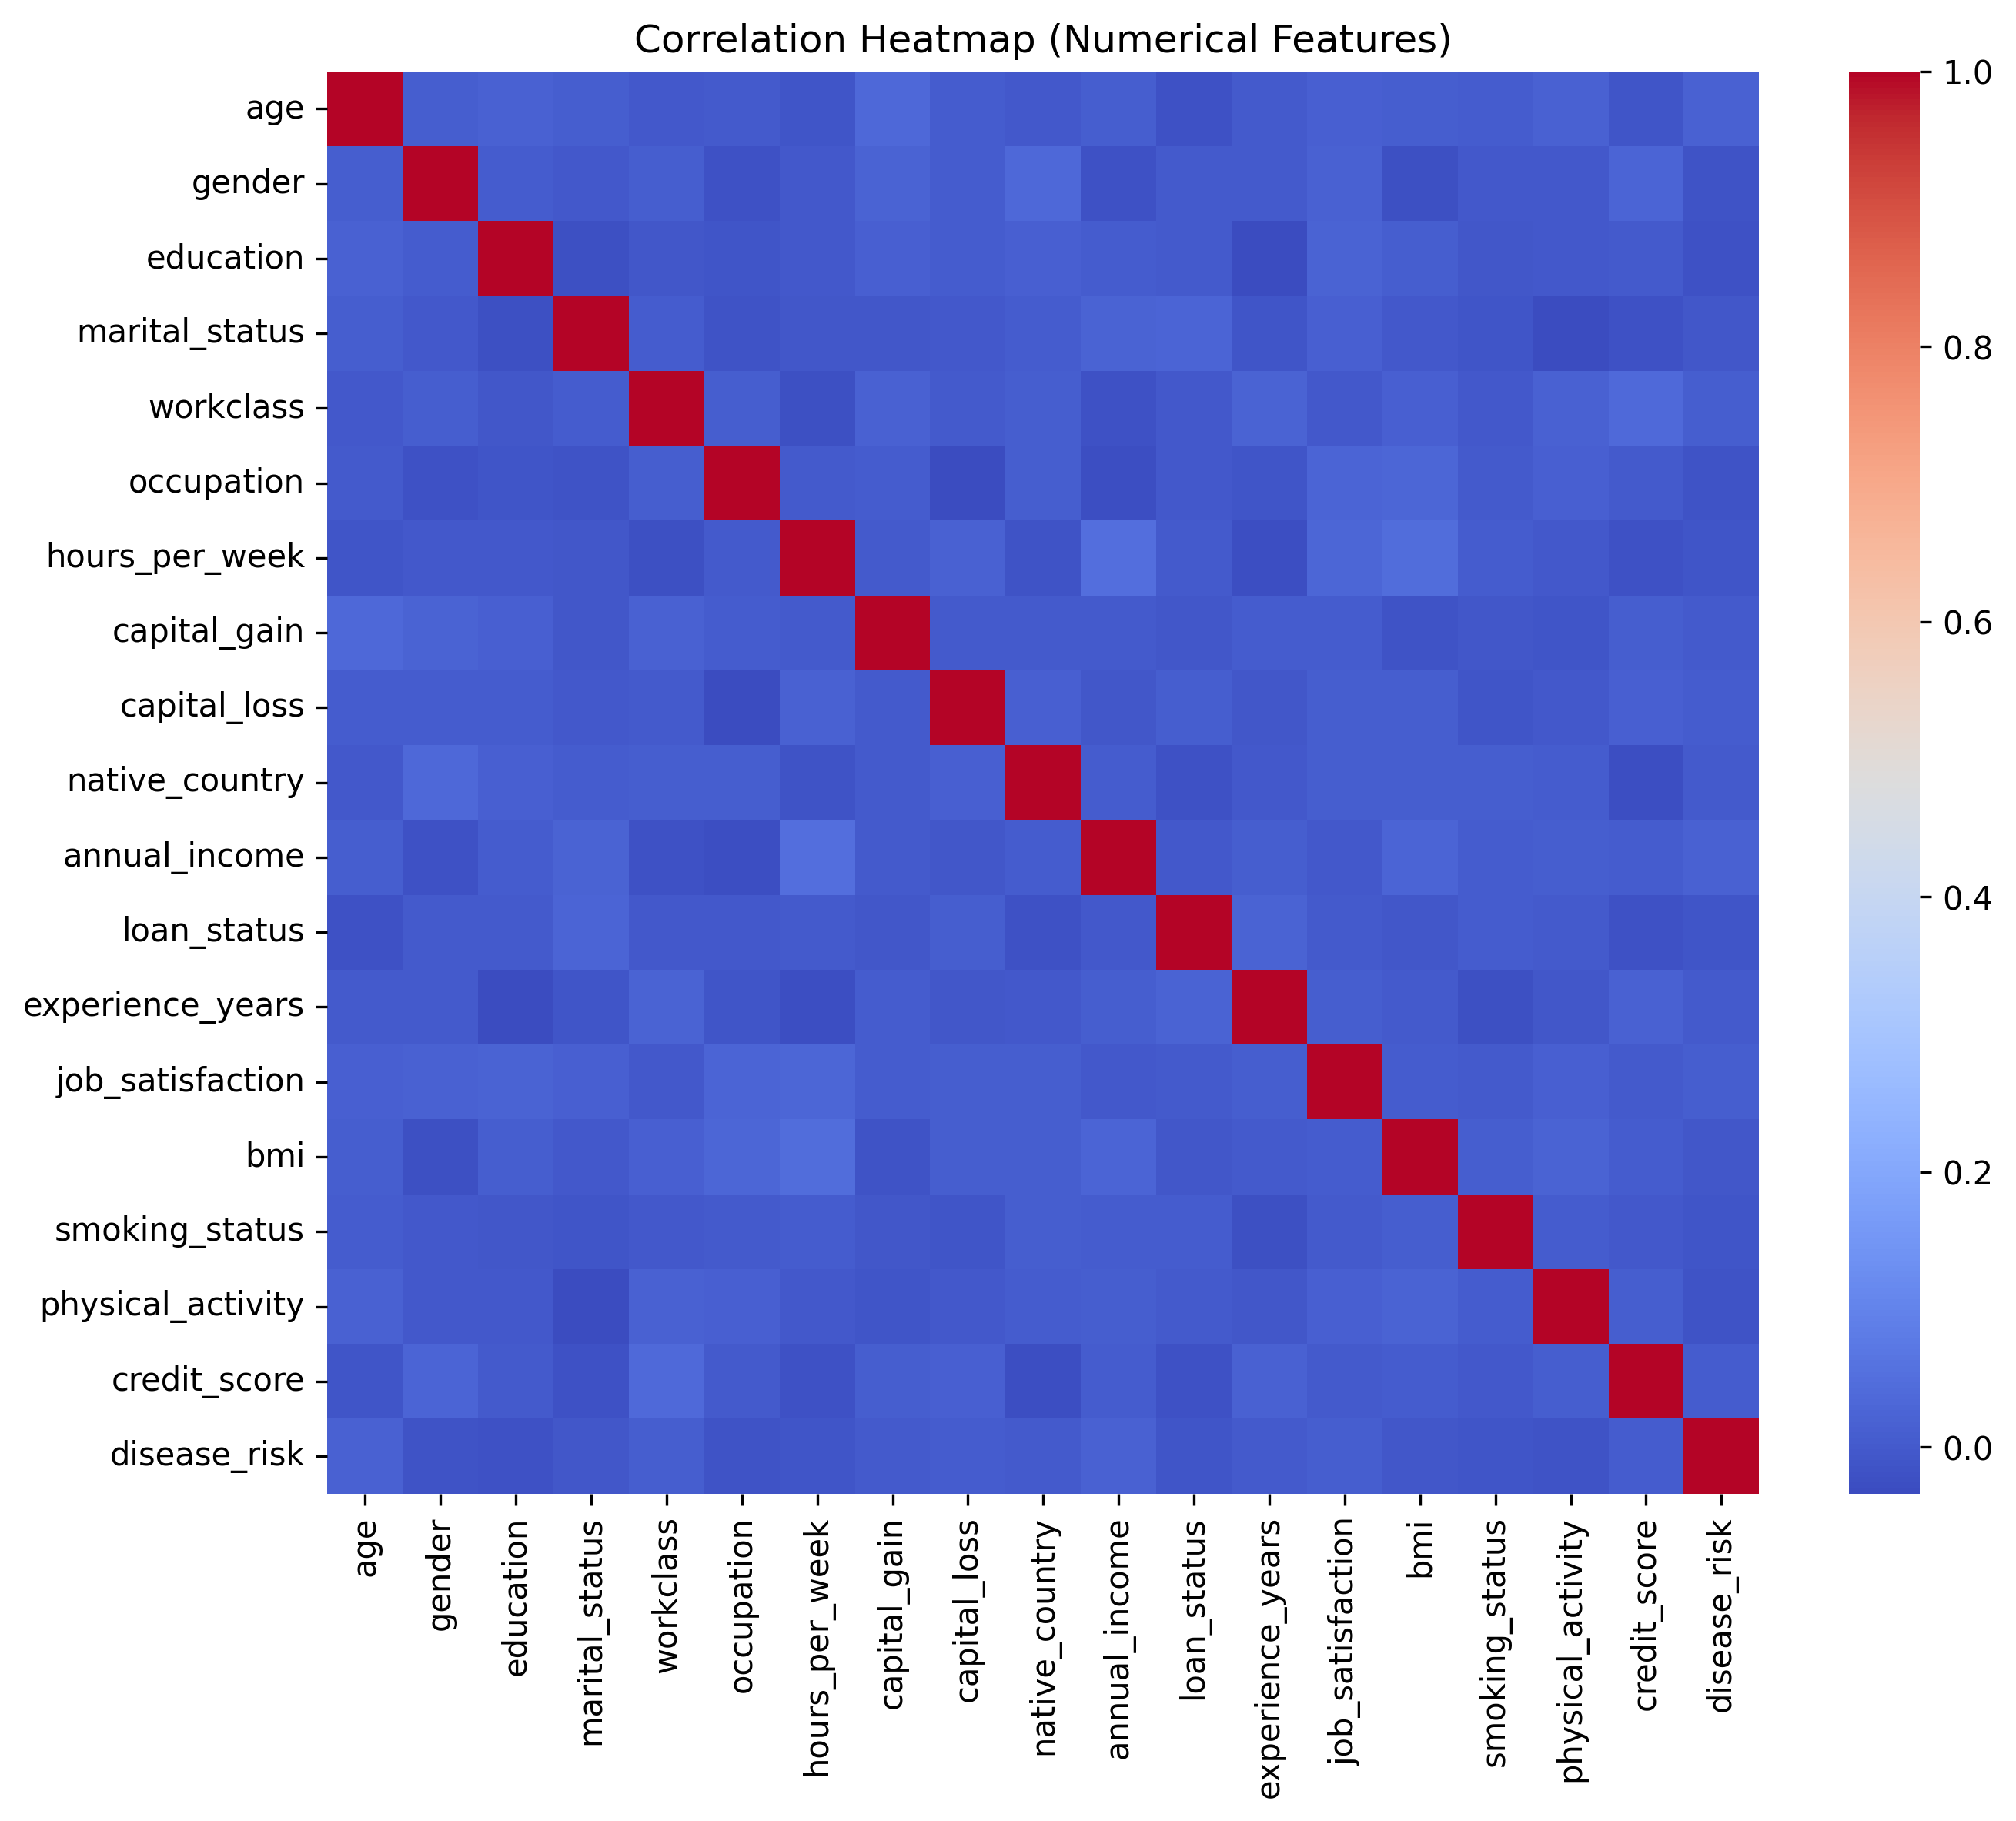 Correlation Heatmap (Numerical Features)
age
gender
education
marital_status
workclass
occupation
hours_per_week
capital_gain
capital_loss
native_country
annual_income
loan_status
experience_years
job_satisfaction
bmi
smoking_status
physical_activity
credit_score
disease_risk
age
gender
education
marital_status
workclass
occupation
hours_per_week
capital_gain
capital_loss
native_country
annual_income
loan_status
experience_years
job_satisfaction
bmi
smoking_status
physical_activity
credit_score
disease_risk
1.0
0.8
0.6
0.4
0.2
0.0